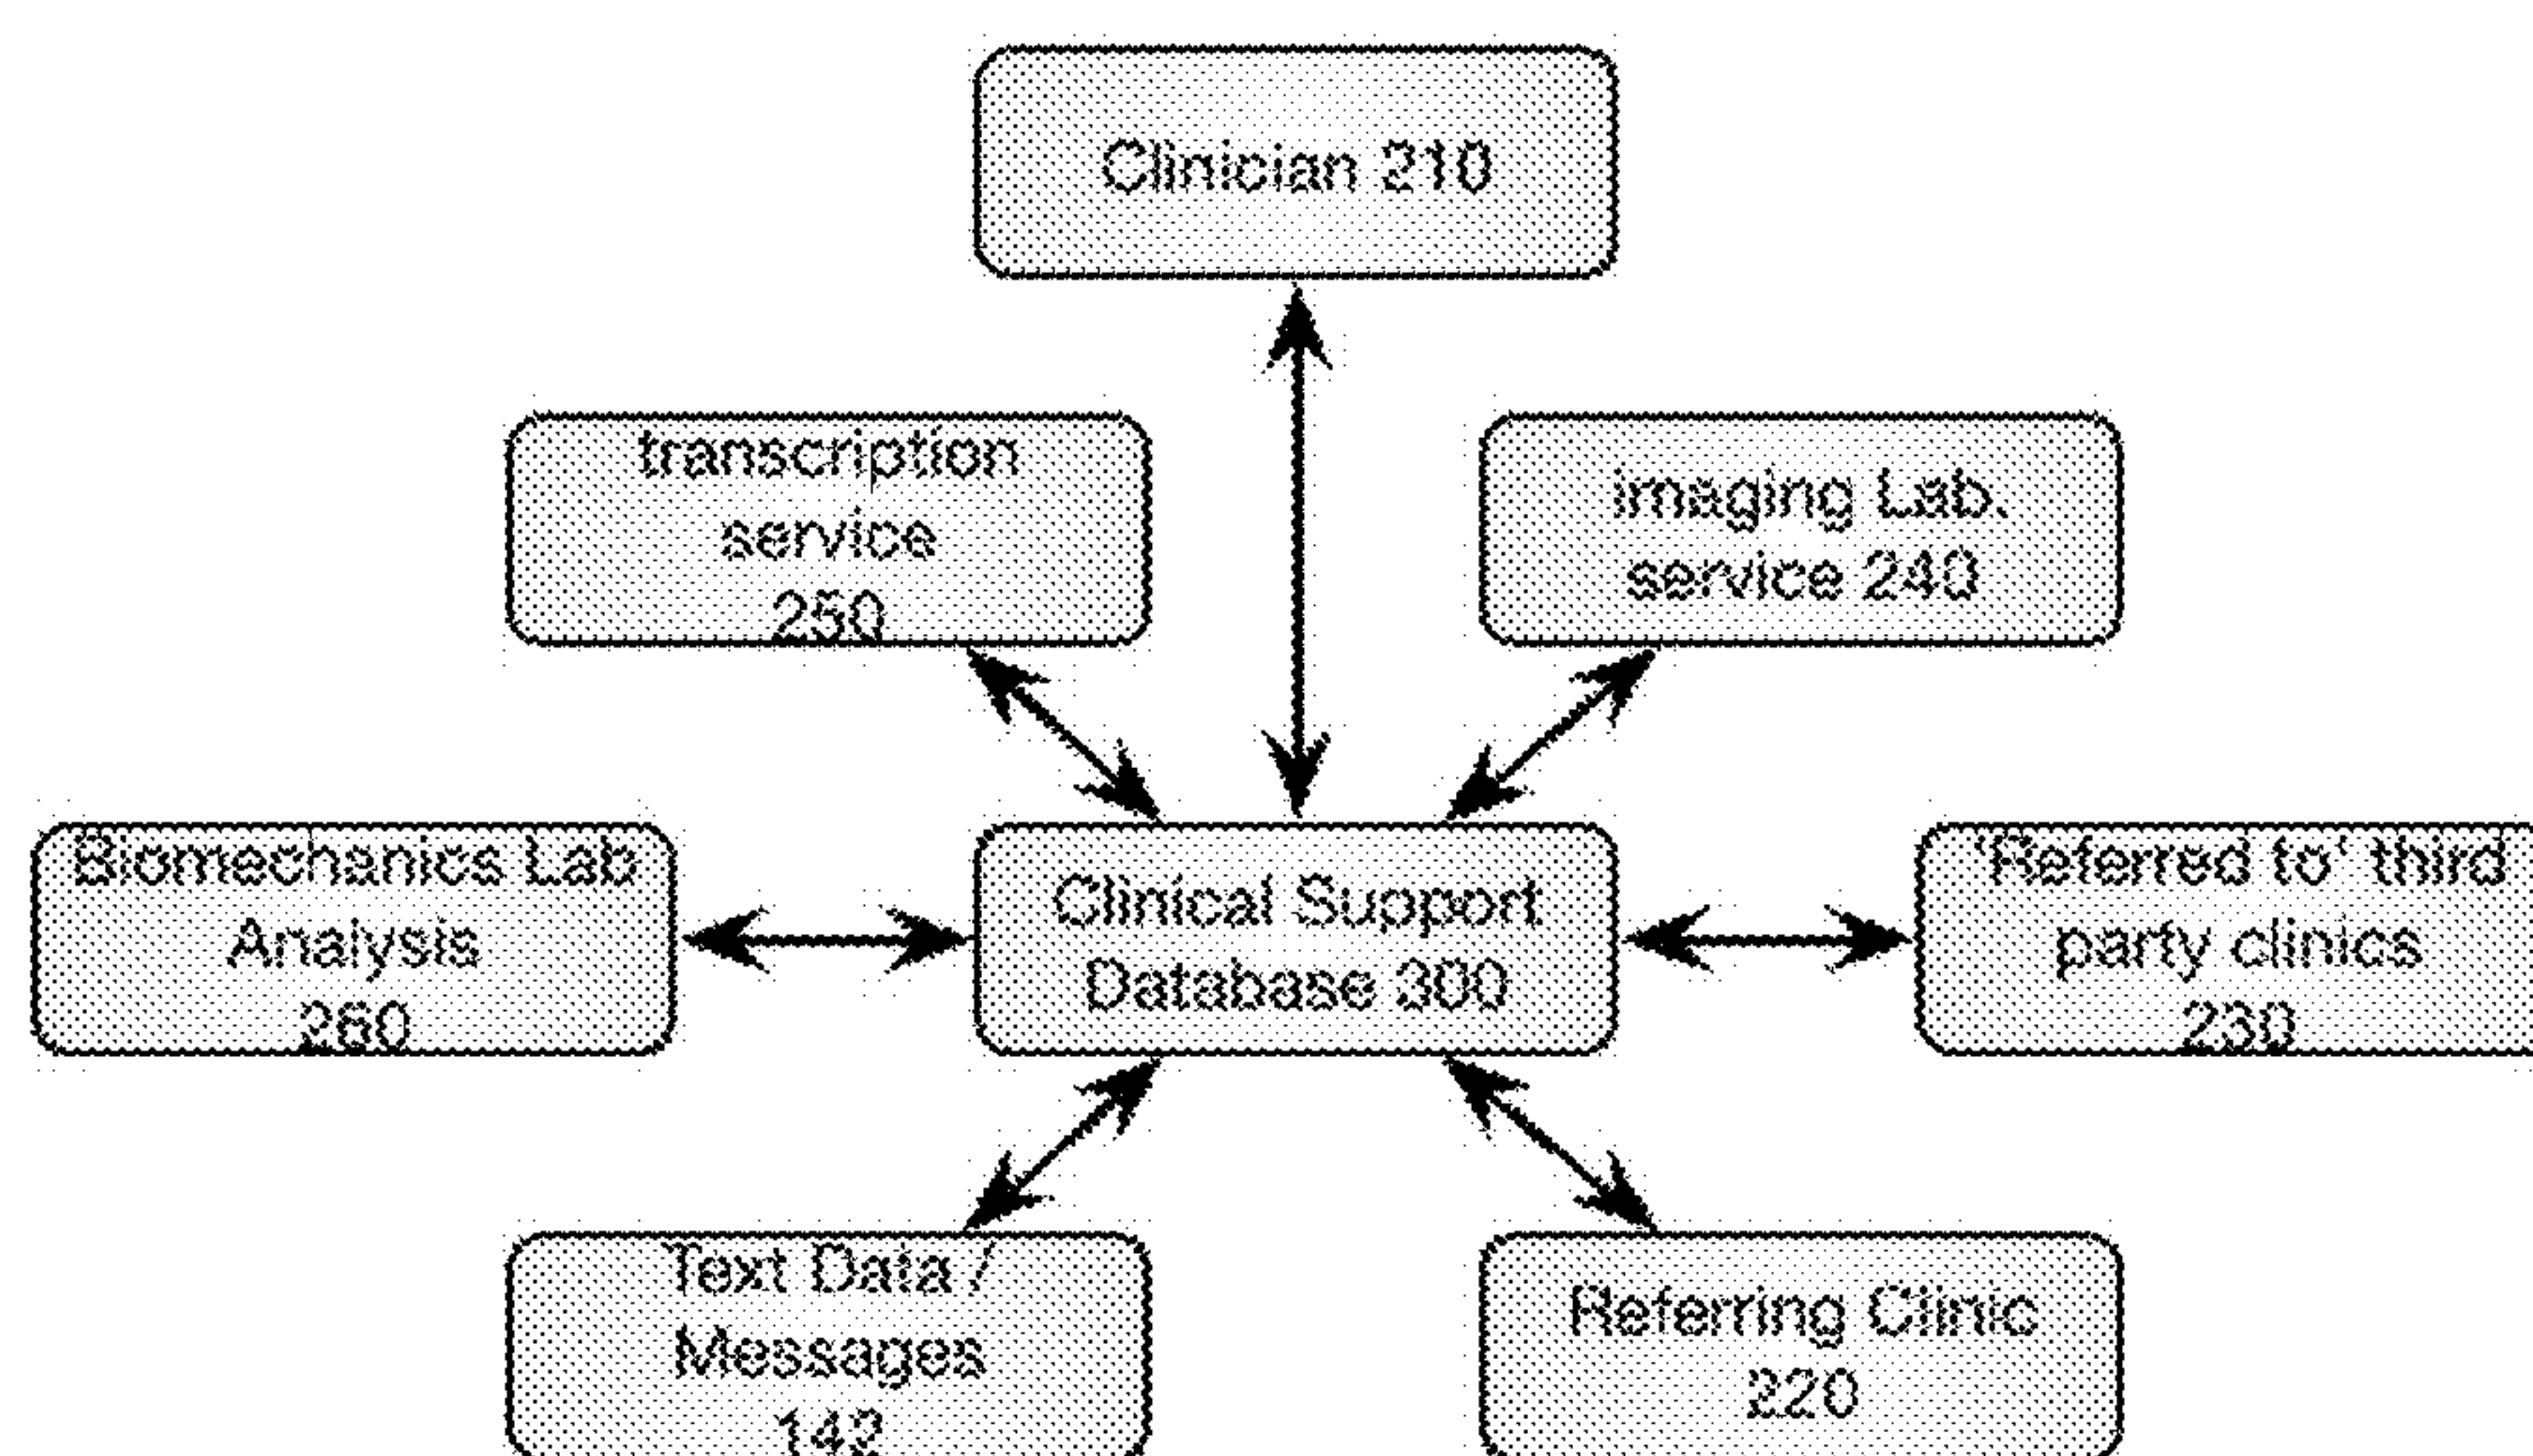 Clinician 210
transcription
service
250
imaging Lab.
service 240
Biomechanics Lab
Analysis
260
Clinical Support
Database 300
'Referred to' third
party clinics
230
Text Data /
Messages
142
Referring Clinic
220